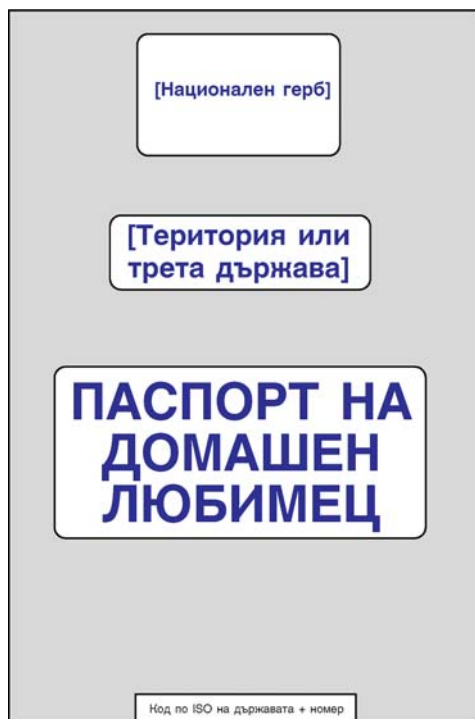 [Национален герб]
[Територия или
трета държава]
ПАСПОРТ НА
ДОМАШЕН
ЛЮБИМЕЦ
Код по ISO на държавата + номер